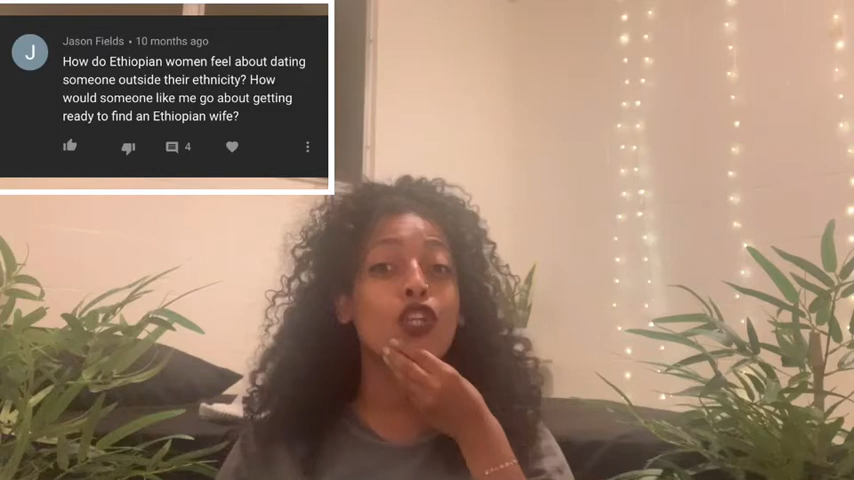 J
Jason Fields • 10 months ago
How do Ethiopian women feel about dating
someone outside their ethnicity? How
would someone like me go about getting
ready to find an Ethiopian wife?
4